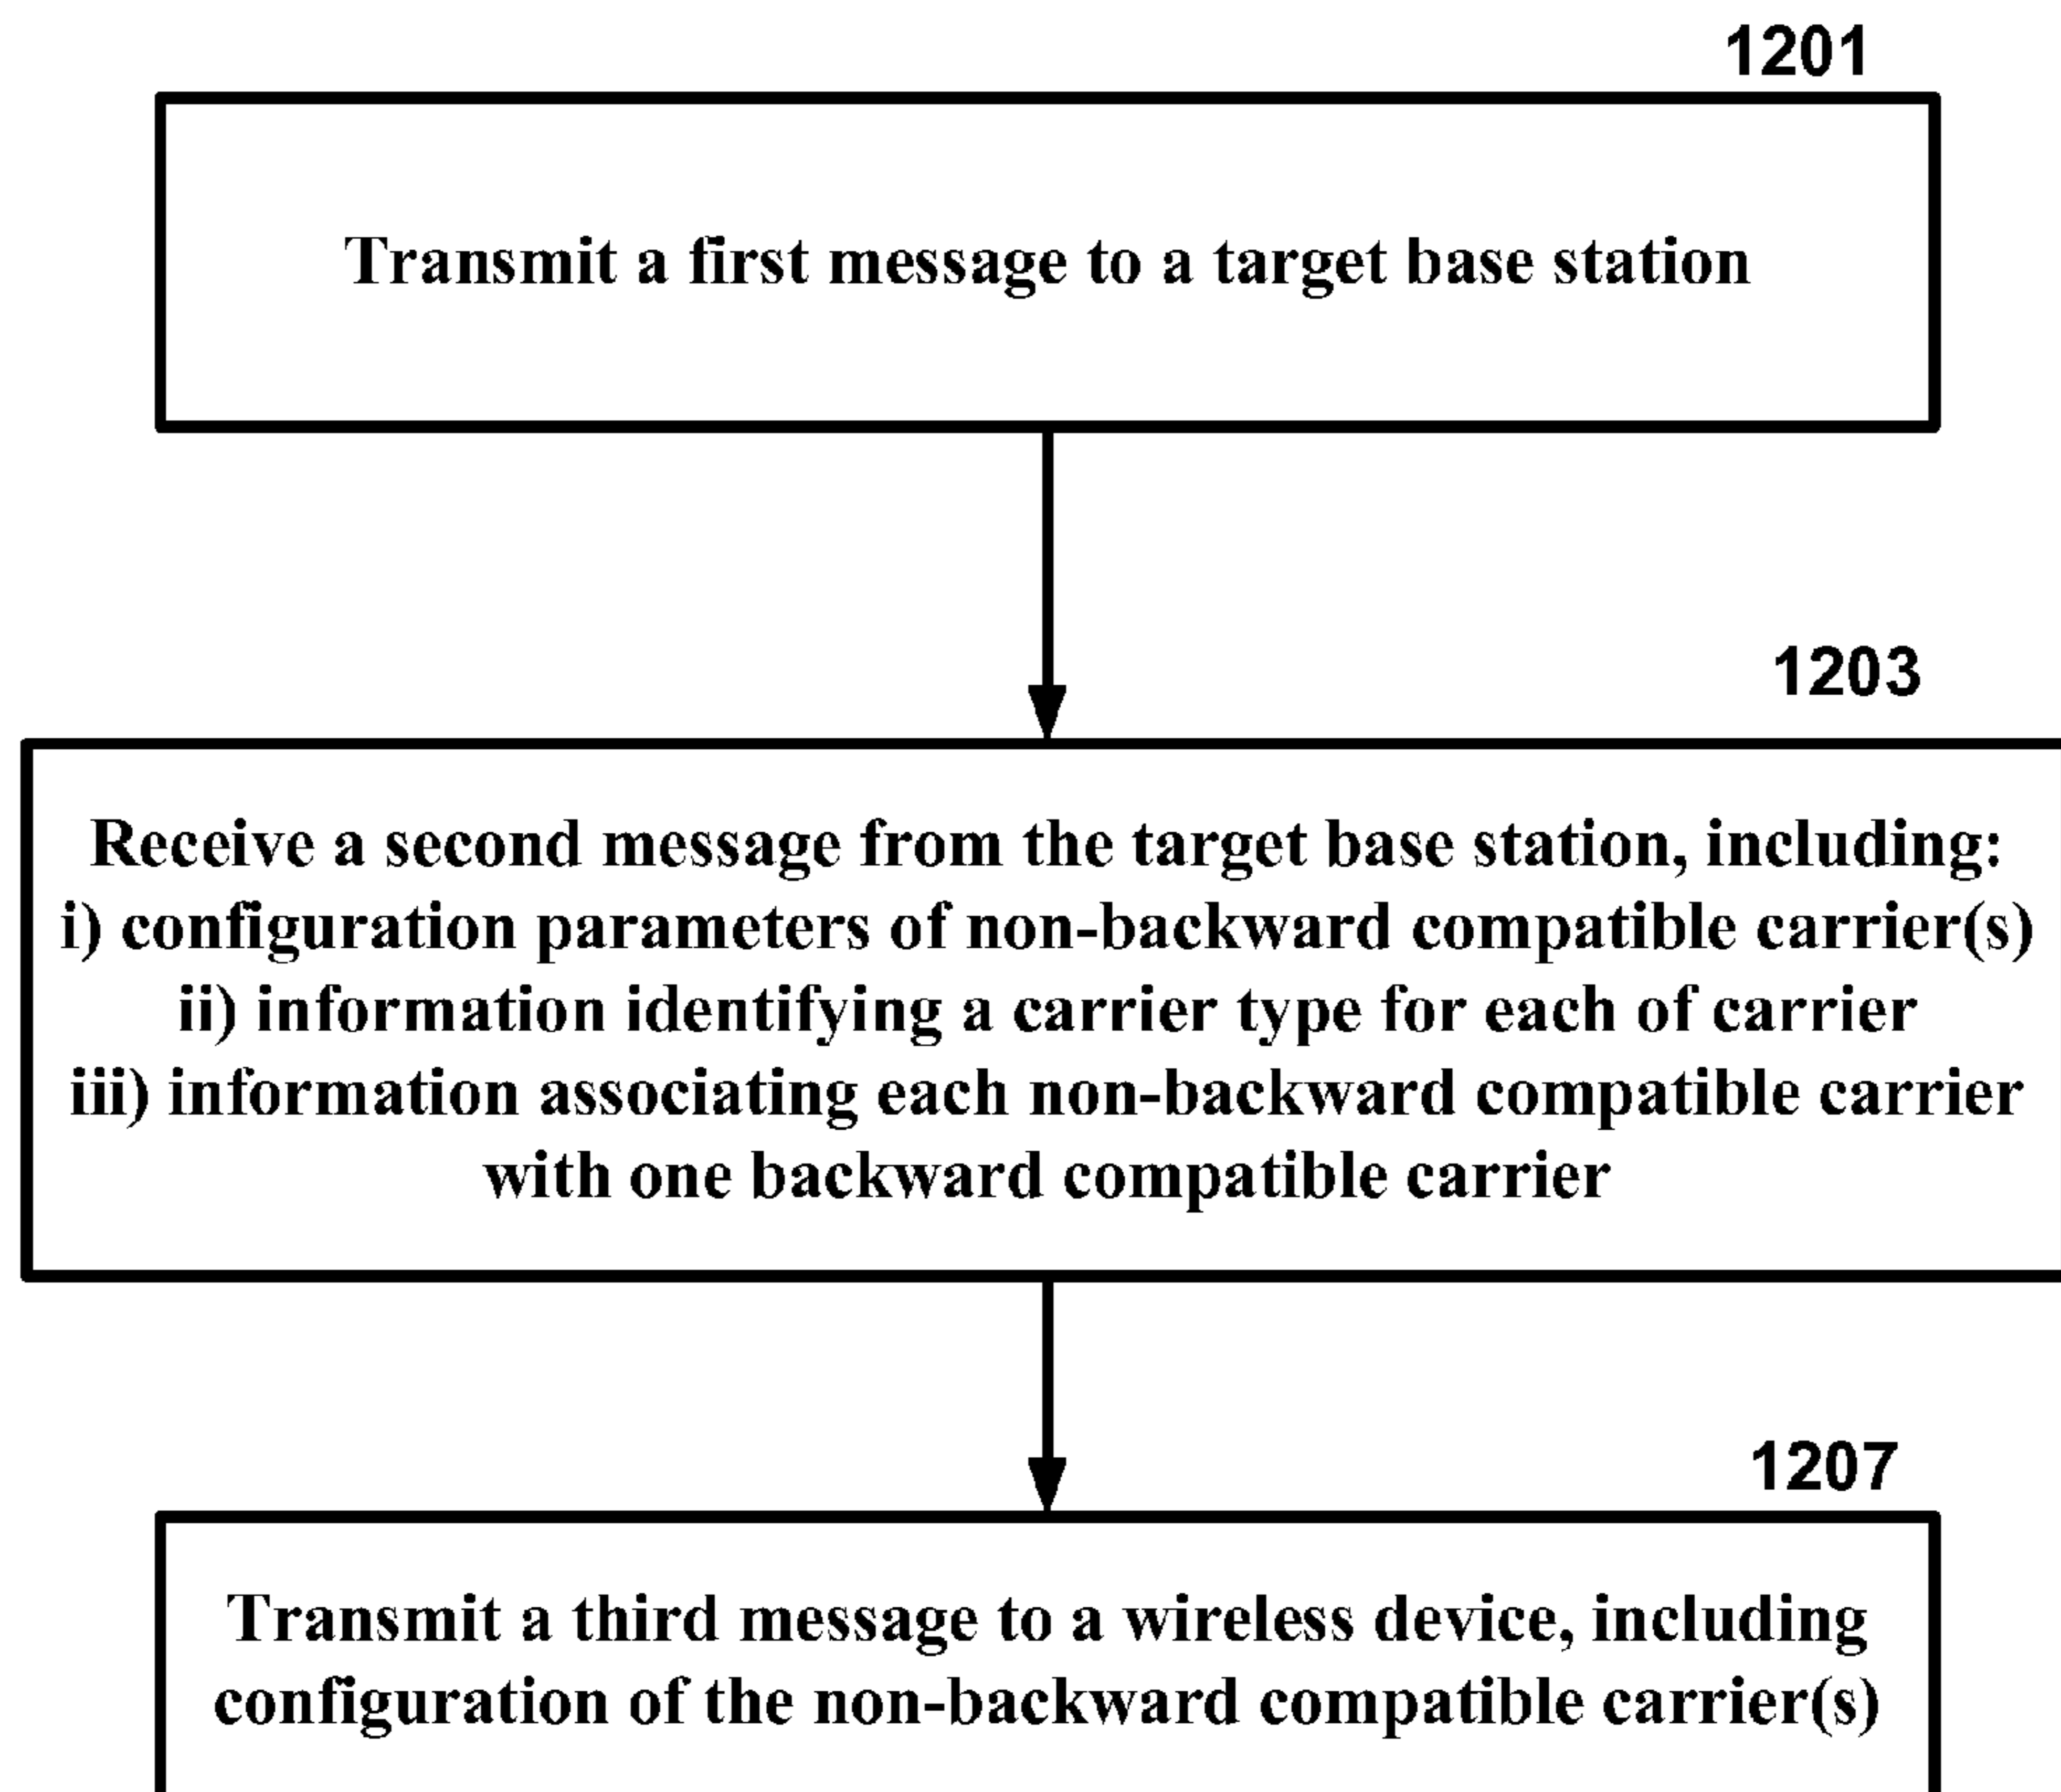 1201
Transmit a first message to a target base station
1203
Receive a second message from the target base station, including:
i) configuration parameters of non-backward compatible carrier(s)
ii) information identifying a carrier type for each of carrier
iii) information associating each non-backward compatible carrier
with one backward compatible carrier
1207
Transmit a third message to a wireless device, including
configuration of the non-backward compatible carrier(s)